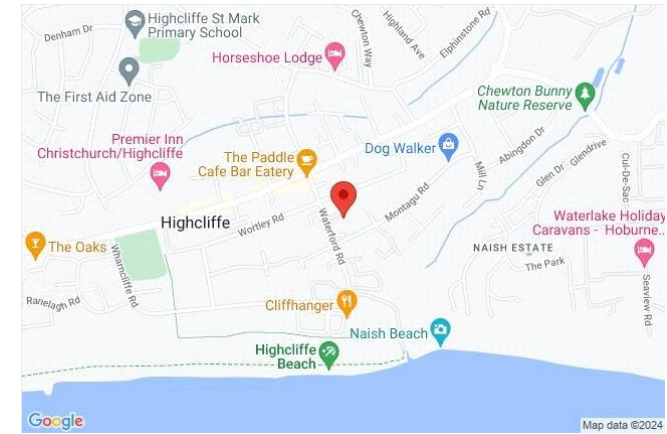 Denham Dr
Highcliffe St Mark
Primary School
Chewton Way
Highland Ave
Elphinstone Rd
Horseshoe Lodge
The First Aid Zone
Chewton Bunny
Nature Reserve
Premier Inn
Christchurch/Highcliffe
The Paddle
Cafe Bar Eatery
Dog Walker
Mill Ln
Abingdon Dr
Glen Dr
Glendrive
Cul-De-Sac
Highcliffe
Wortley Rd
Waterford Rd
Montagu Rd
Waterlake Holiday
Caravans - Hoburne...
The Oaks
Wharncliffe Rd
NAISH ESTATE
The Park
Seaview Rd
Ranelagh Rd
Cliffhanger
Naish Beach
Highcliffe
Beach
Google
Map data ©2024